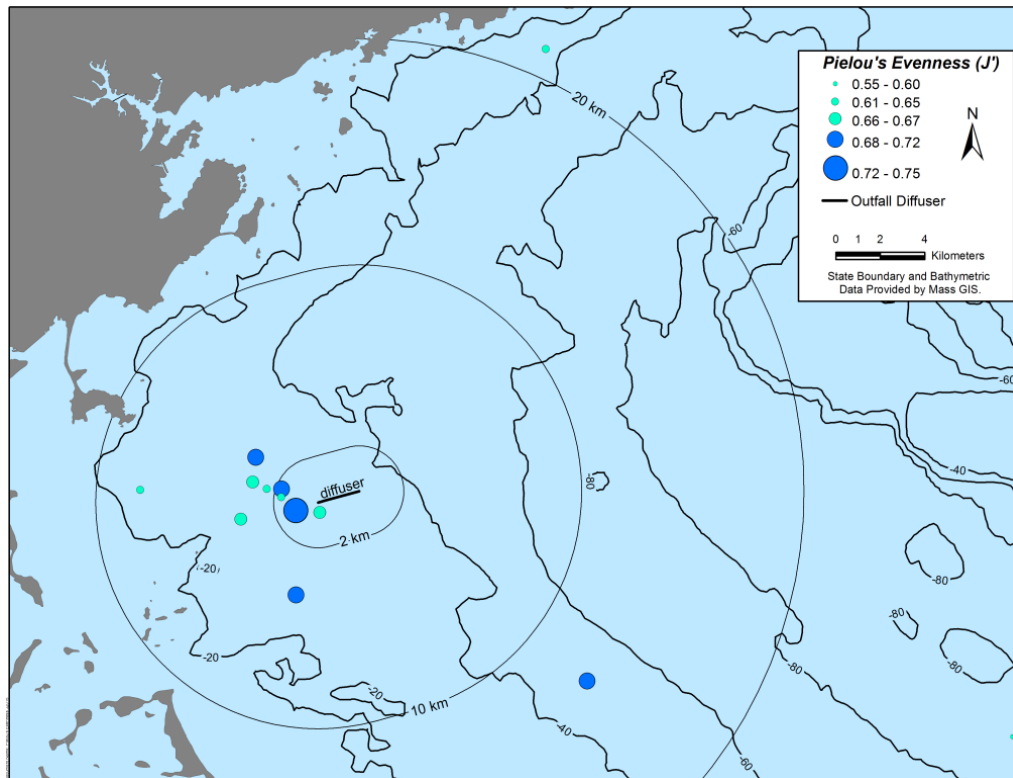 Pielou's Evenness (J')
0.55 - 0.60
0.61 - 0.65
0.66 - 0.67
0.68 - 0.72
0.72 - 0.75
Outfall Diffuser
N
0 1 2 4
Kilometers
State Boundary and Bathymetric
Data Provided by Mass GIS.
20 km
-60
-60
-40
-80
diffuser
2 km
-20
-80
-80
-20
-80
-20
-80
10 km
-40
-60